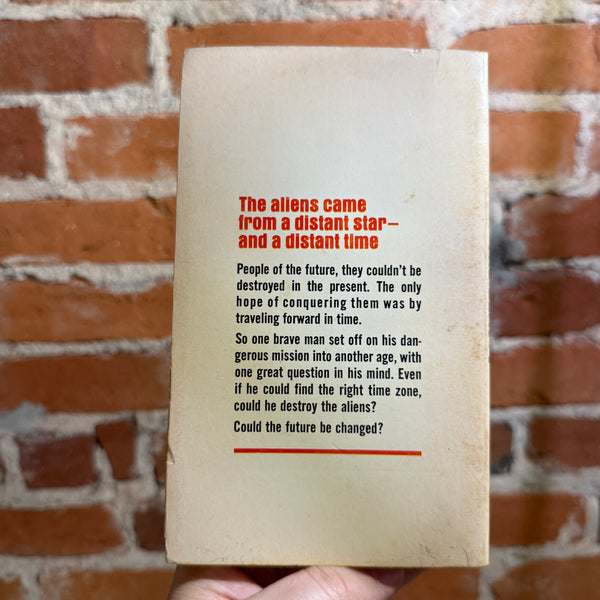 The aliens came
from a distant star—
and a distant time
People of the future, they couldn't be
destroyed in the present. The only
hope of conquering them was by
traveling forward in time.
So one brave man set off on his dan-
gerous mission into another age, with
one great question in his mind. Even
if he could find the right time zone,
could he destroy the aliens?
Could the future be changed?